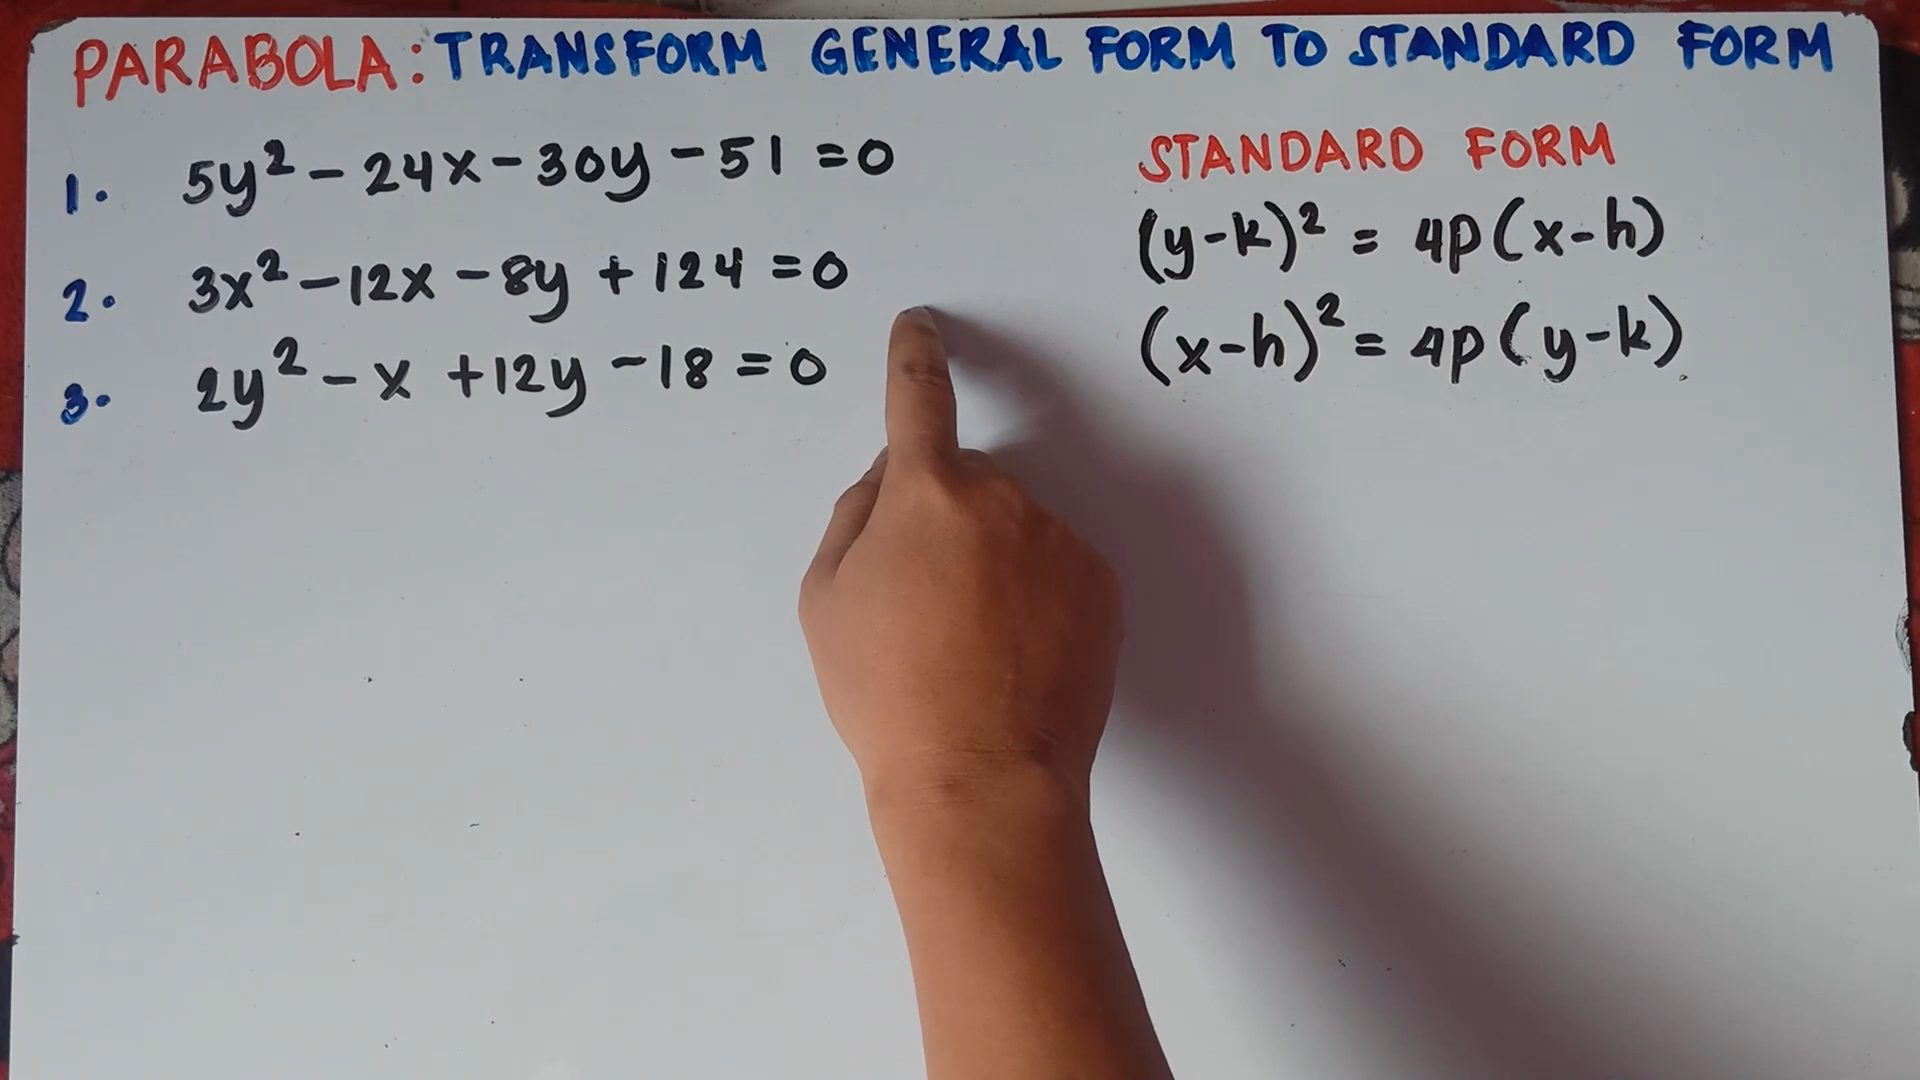 PARABOLA: TRANSFORM GENERAL FORM TO STANDARD FORM
1. 5y² - 24x - 30y - 51 = 0
2. 3x² - 12x - 8y + 124 = 0
3. 2y² - x + 12y - 18 = 0
STANDARD FORM
(y-k)² = 4p(x-h)
(x-h)² = 4p(y-k)